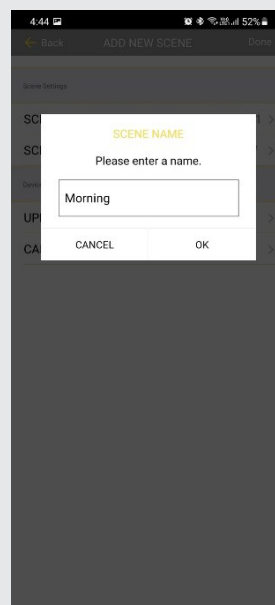 4:44
52%
Back
ADD NEW SCENE
Done
Scene Settings
SCENE NAME
Please enter a name.
Morning
CANCEL
OK